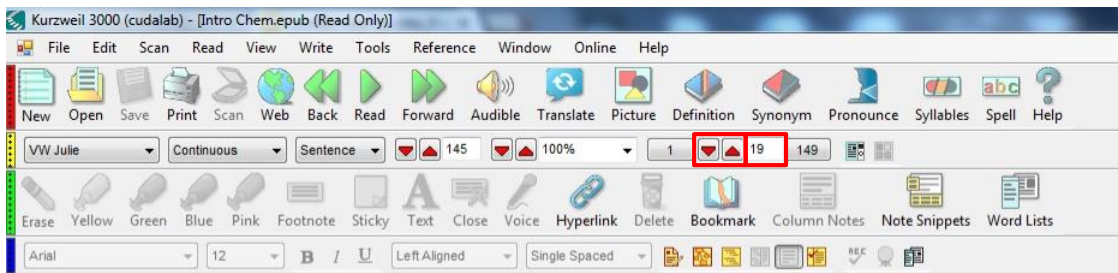 Kurzweil 3000 (cudalab) - [Intro Chem.epub (Read Only)]
File Edit Scan Read View Write Tools Reference Window Online Help
New Open Save Print Scan Web Back Read Forward Audible Translate Picture Definition Synonym Pronounce Syllables abc Spell Help
VW Julie Continuous Sentence 145 100% 1 19 149
Erase Yellow Green Blue Pink Footnote Sticky Text Close Voice Hyperlink Delete Bookmark Column Notes Note Snippets Word Lists
Arial 12 B I U Left Aligned Single Spaced